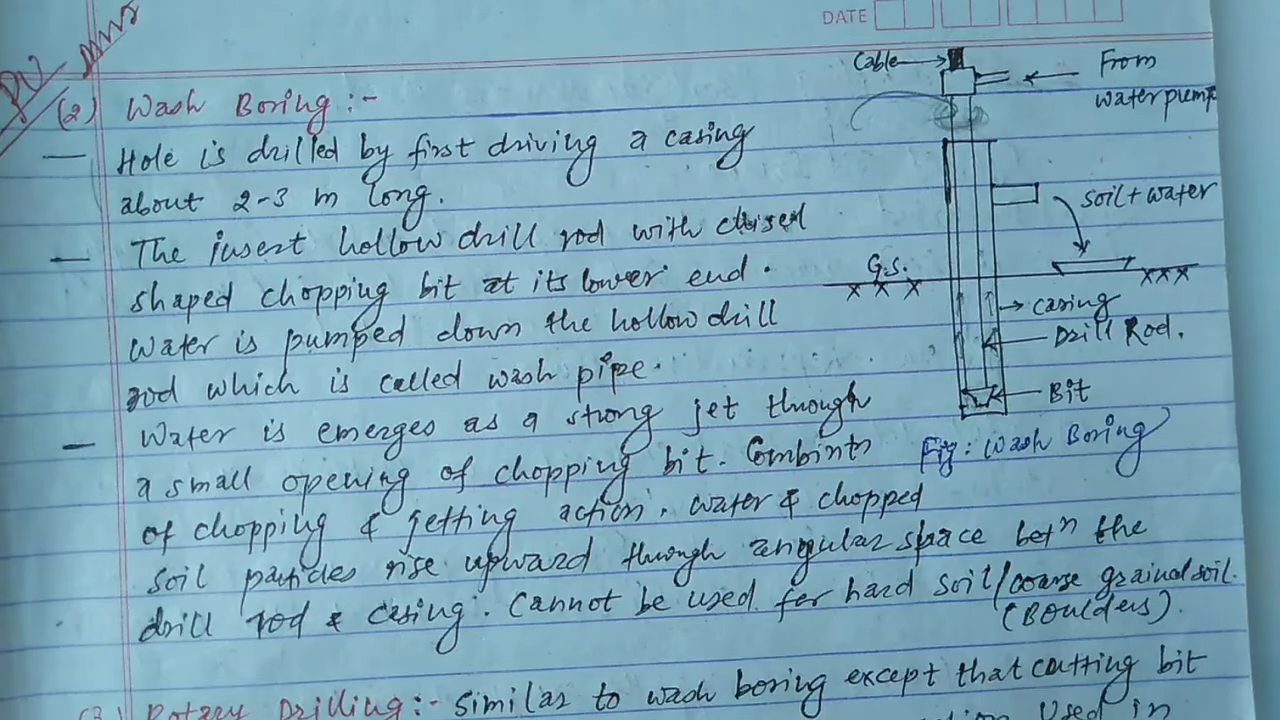 DATE
(2) Wash Boring :-
— Hole is drilled by first driving a casing
about 2-3 m long.
— The insert hollow drill rod with chisel
shaped chopping bit at its lower end.
Water is pumped down the hollow drill
rod which is called wash pipe.
— Water is emerges as a strong jet through
a small opening of chopping bit.
of chopping & jetting action. water & chopped
soil particles rise upward through angular space betn the
drill rod & casing. Cannot be used for hard soil/coarse grained soil.
(Boulders).
Cable
From
water pump
soil + water
G.S.
casing
Drill Rod.
Bit
Fig: Wash Boring
(3) Rotary Drilling :- Similar to wash boring except that cutting bit
Used in